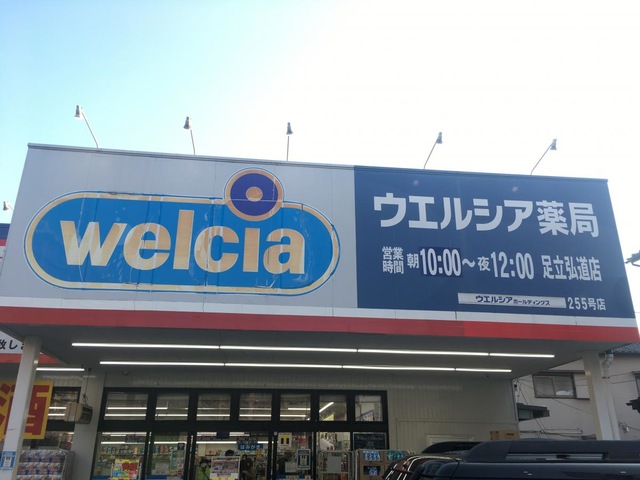 welcia
ウエルシア薬局
営業時間 朝10:00～夜12:00 足立弘道店
ウエルシアホールディングス 255号店
酒